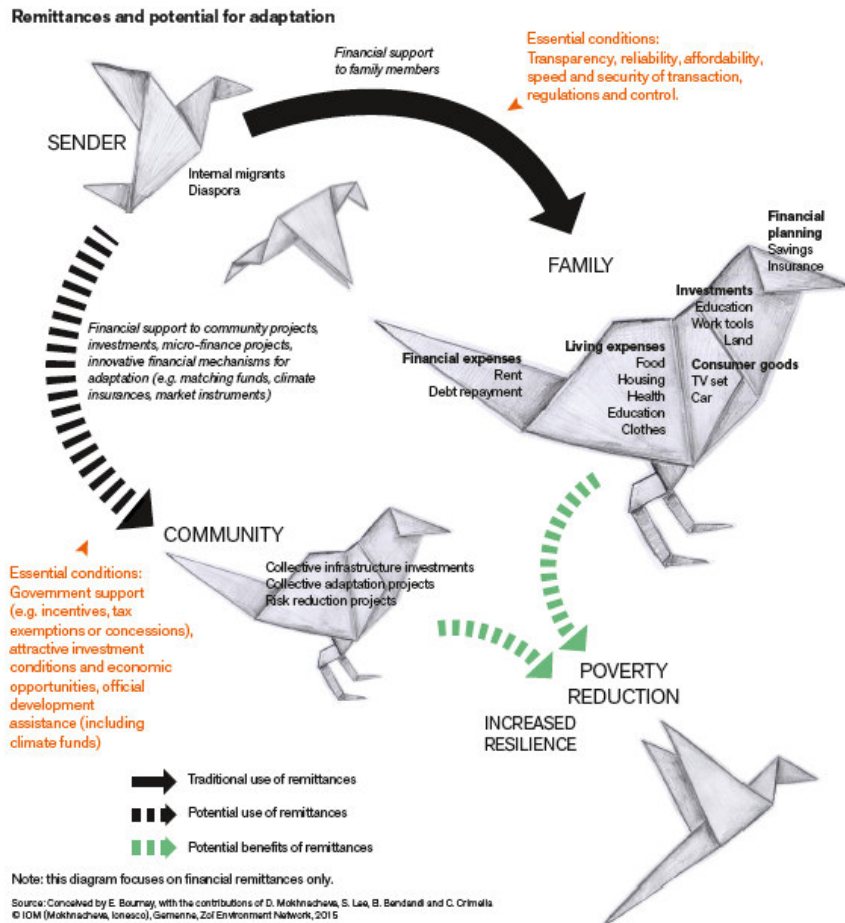 Remittances and potential for adaptation
Financial support
to family members
Essential conditions:
Transparency, reliability, affordability,
speed and security of transaction,
regulations and control.
SENDER
Internal migrants
Diaspora
FAMILY
Financial
planning
Savings
Insurance
Investments
Education
Work tools
Land
Financial expenses
Rent
Debt repayment
Living expenses
Food
Housing
Health
Education
Clothes
Consumer goods
TV set
Car
Financial support to community projects,
investments, micro-finance projects,
innovative financial mechanisms for
adaptation (e.g. matching funds, climate
insurances, market instruments)
COMMUNITY
Collective infrastructure investments
Collective adaptation projects
Risk reduction projects
Essential conditions:
Government support
(e.g. incentives, tax
exemptions or concessions),
attractive investment
conditions and economic
opportunities, official
development
assistance (including
climate funds)
POVERTY
REDUCTION
INCREASED
RESILIENCE
Traditional use of remittances
Potential use of remittances
Potential benefits of remittances
Note: this diagram focuses on financial remittances only.
Source: Conceived by E. Bournay, with the contributions of D. Mokhnacheva, S. Lee, B. Bendandi and C. Crimella
© IOM (Mokhnacheva, Ionesco), Gemenne, Zoï Environment Network, 2015